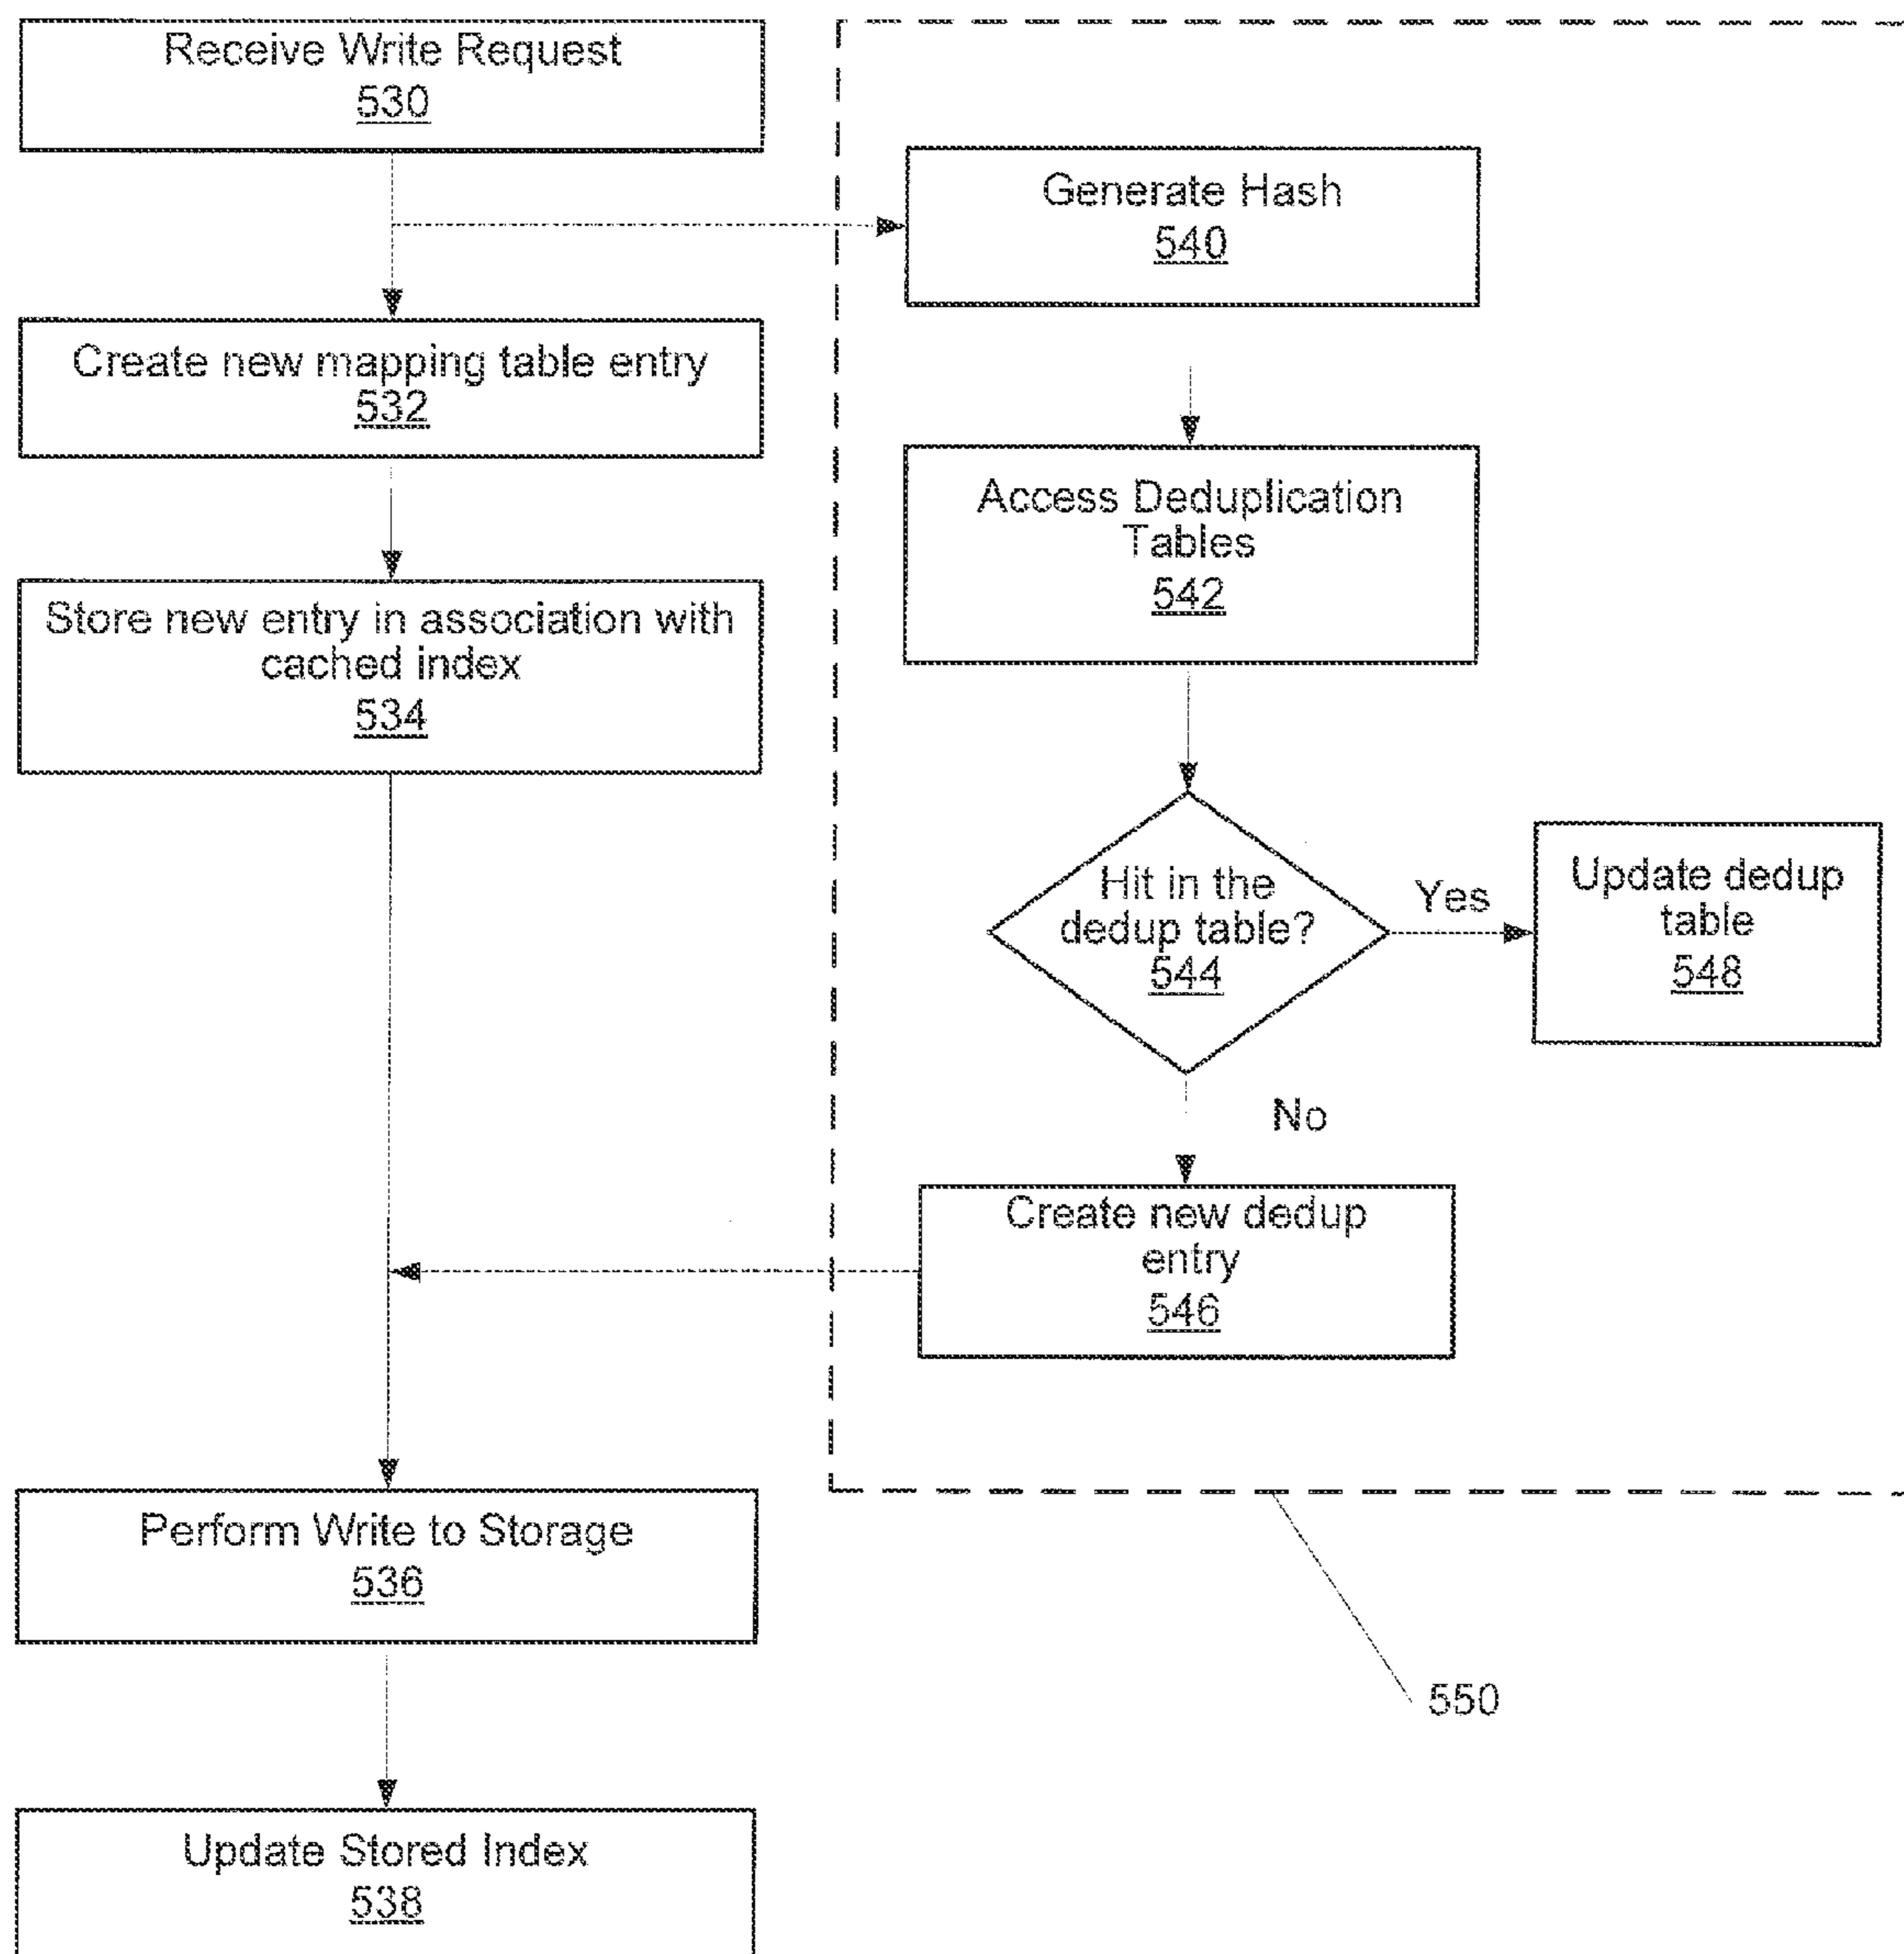 Receive Write Request
530
Create new mapping table entry
532
Store new entry in association with
cached index
534
Perform Write to Storage
536
Update Stored Index
538
Generate Hash
540
Access Deduplication
Tables
542
Hit in the
dedup table?
544
Yes
Update dedup
table
548
No
Create new dedup
entry
546
550